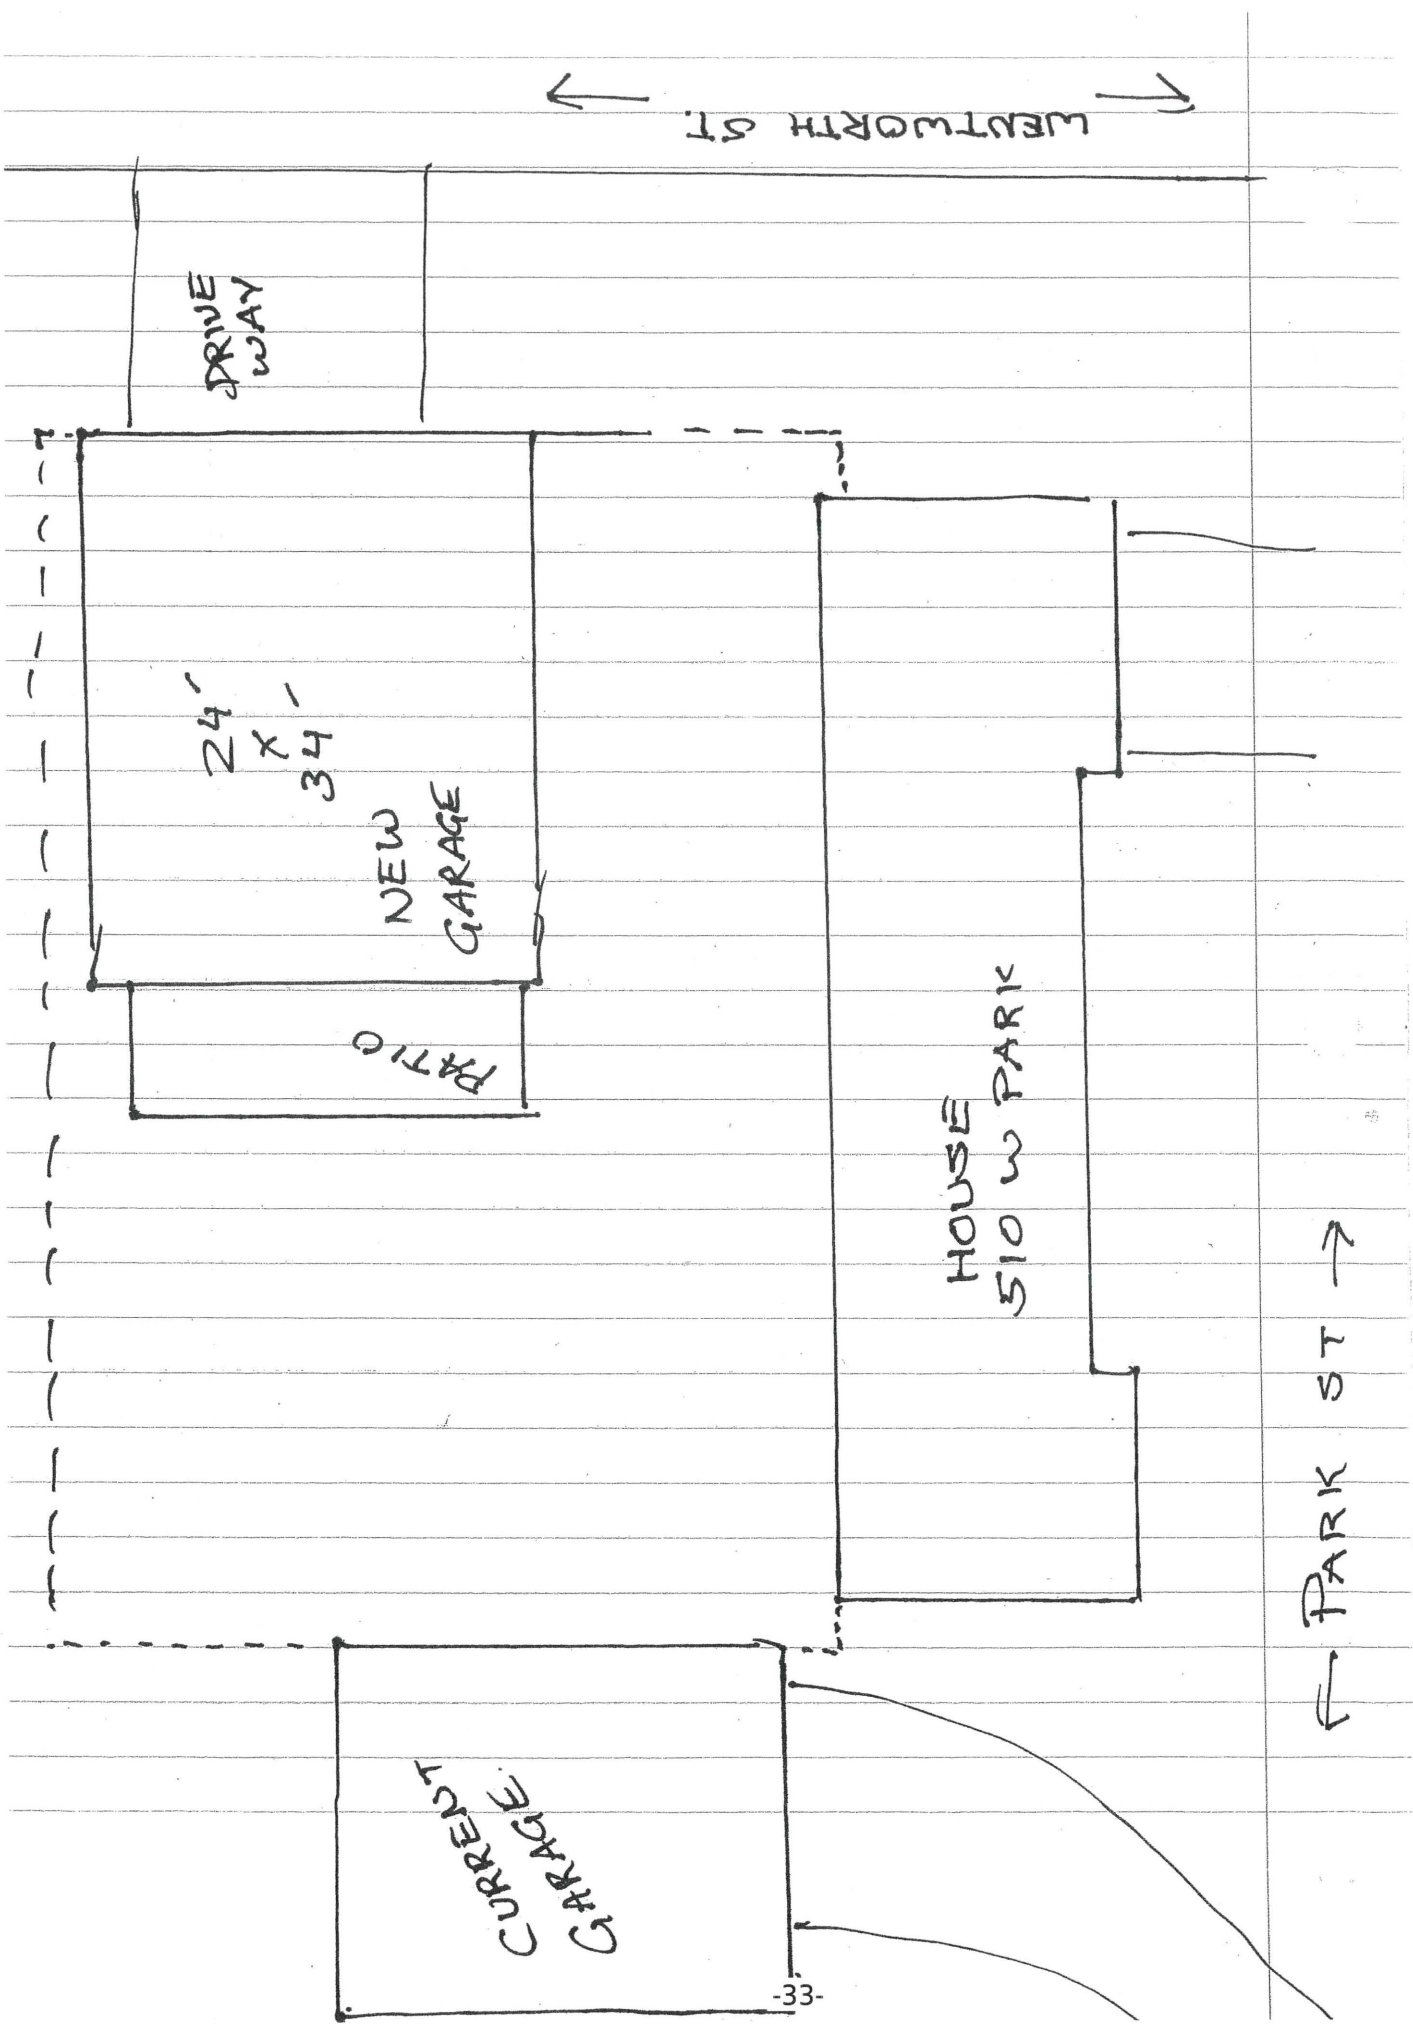 WENTWORTH ST.
DRIVE
WAY
24'
X
34'
NEW
GARAGE
PATIO
HOUSE
510 W PARK
PARK ST
CURRENT
GARAGE.
-33-